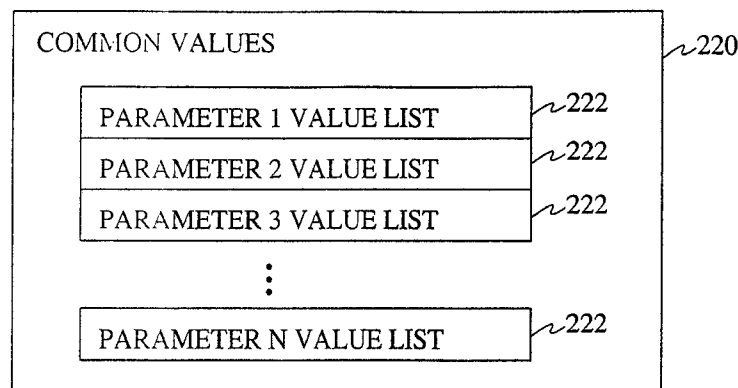 COMMON VALUES 220
PARAMETER 1 VALUE LIST 222
PARAMETER 2 VALUE LIST 222
PARAMETER 3 VALUE LIST 222
PARAMETER N VALUE LIST 222